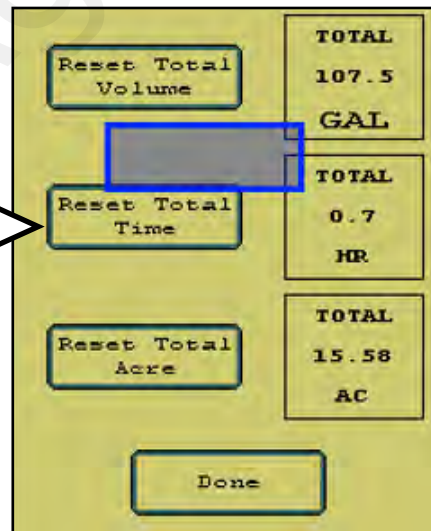 Reset Total
Volume
TOTAL
107.5
GAL
Reset Total
Time
TOTAL
0.7
HR
Reset Total
Acre
TOTAL
15.58
AC
Done